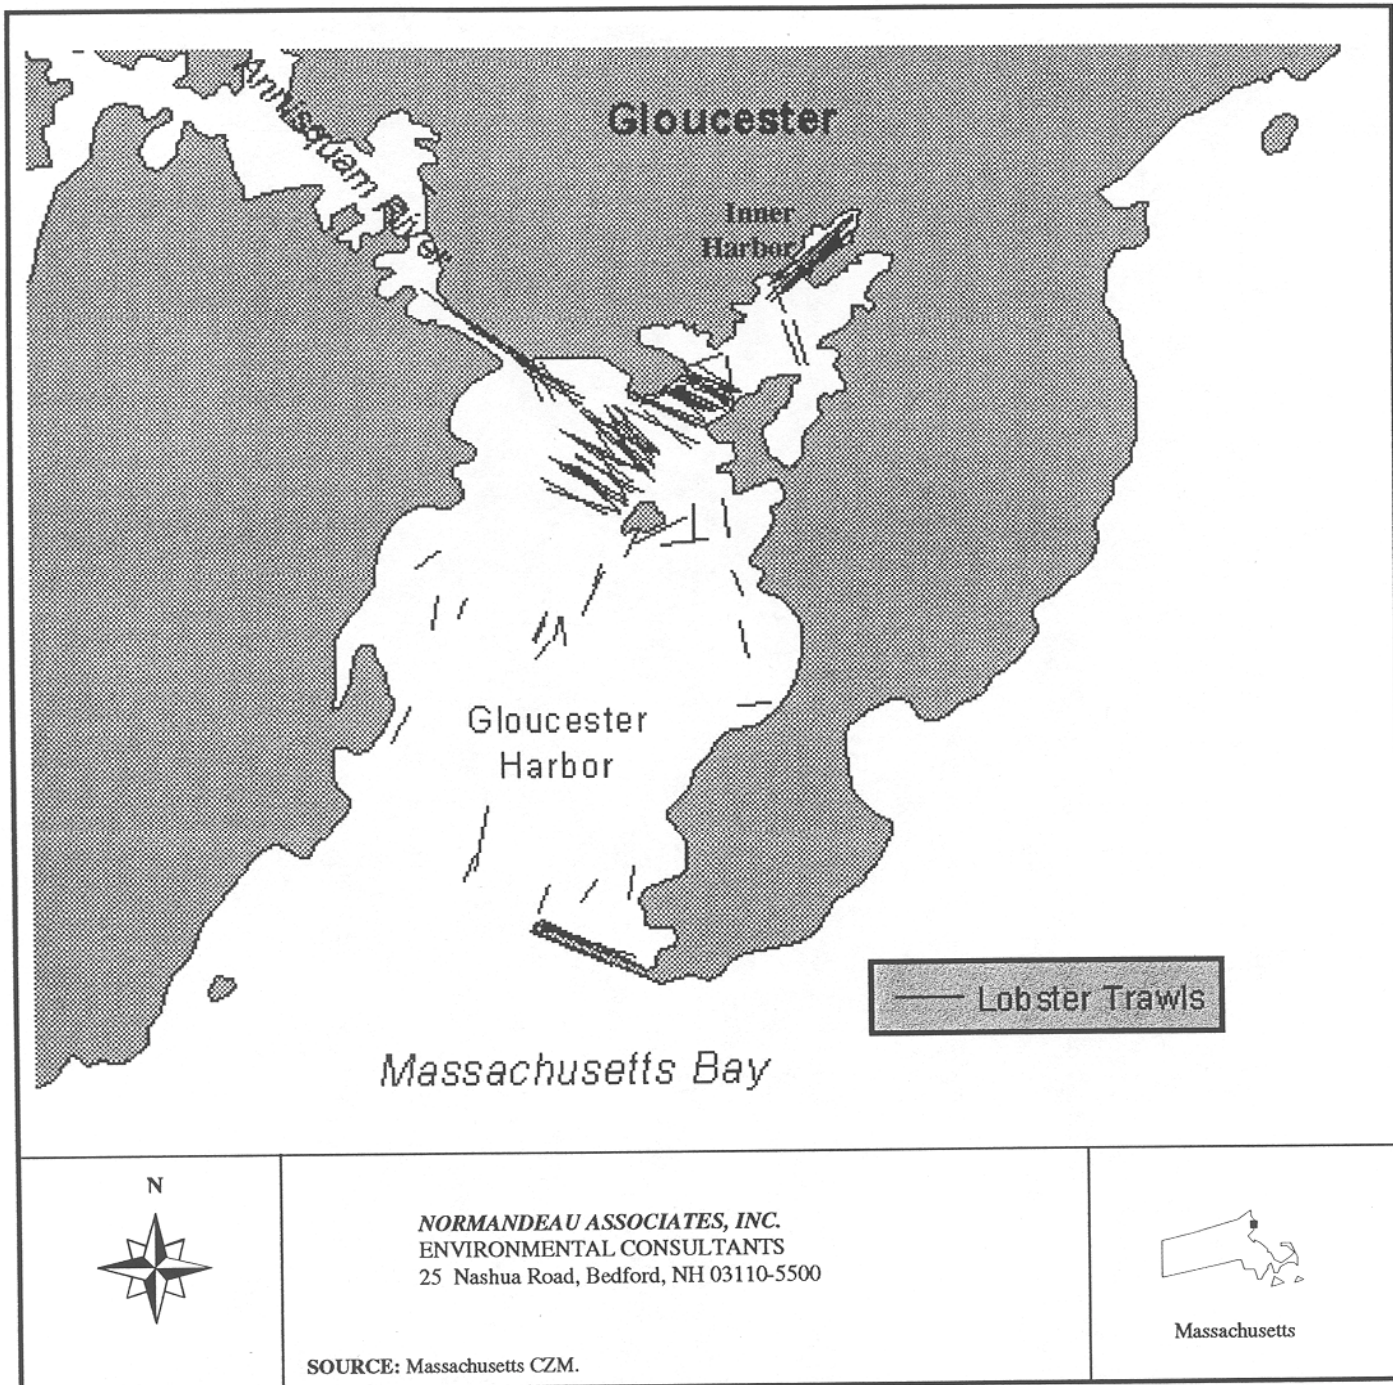 Annisquam River
Gloucester
Inner
Harbor
Gloucester
Harbor
Lobster Trawls
Massachusetts Bay
N
NORMANDEAU ASSOCIATES, INC.
ENVIRONMENTAL CONSULTANTS
25 Nashua Road, Bedford, NH 03110-5500
SOURCE: Massachusetts CZM.
Massachusetts